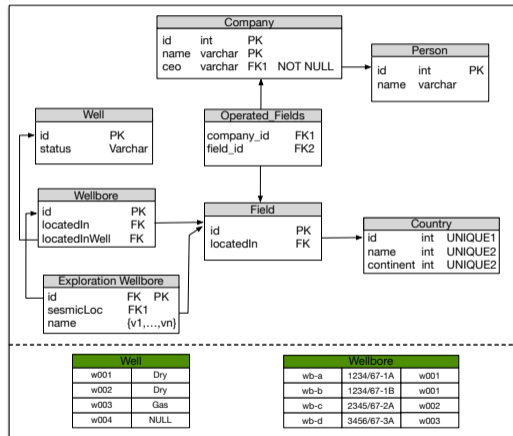 Company
id int PK
name varchar PK
ceo varchar FK1 NOT NULL
Person
id int PK
name varchar
Well
id PK
status Varchar
Operated_Fields
company_id FK1
field_id FK2
Wellbore
id PK
locatedIn FK
locatedInWell FK
Field
id PK
locatedIn FK
Country
id int UNIQUE1
name int UNIQUE2
continent int UNIQUE2
Exploration Wellbore
id FK PK
sesmicLoc FK1
name {v1,...,vn}
Well
w001 Dry
w002 Dry
w003 Gas
w004 NULL
Wellbore
wb-a 1234/67-1A w001
wb-b 1234/67-1B w001
wb-c 2345/67-2A w002
wb-d 3456/67-3A w003